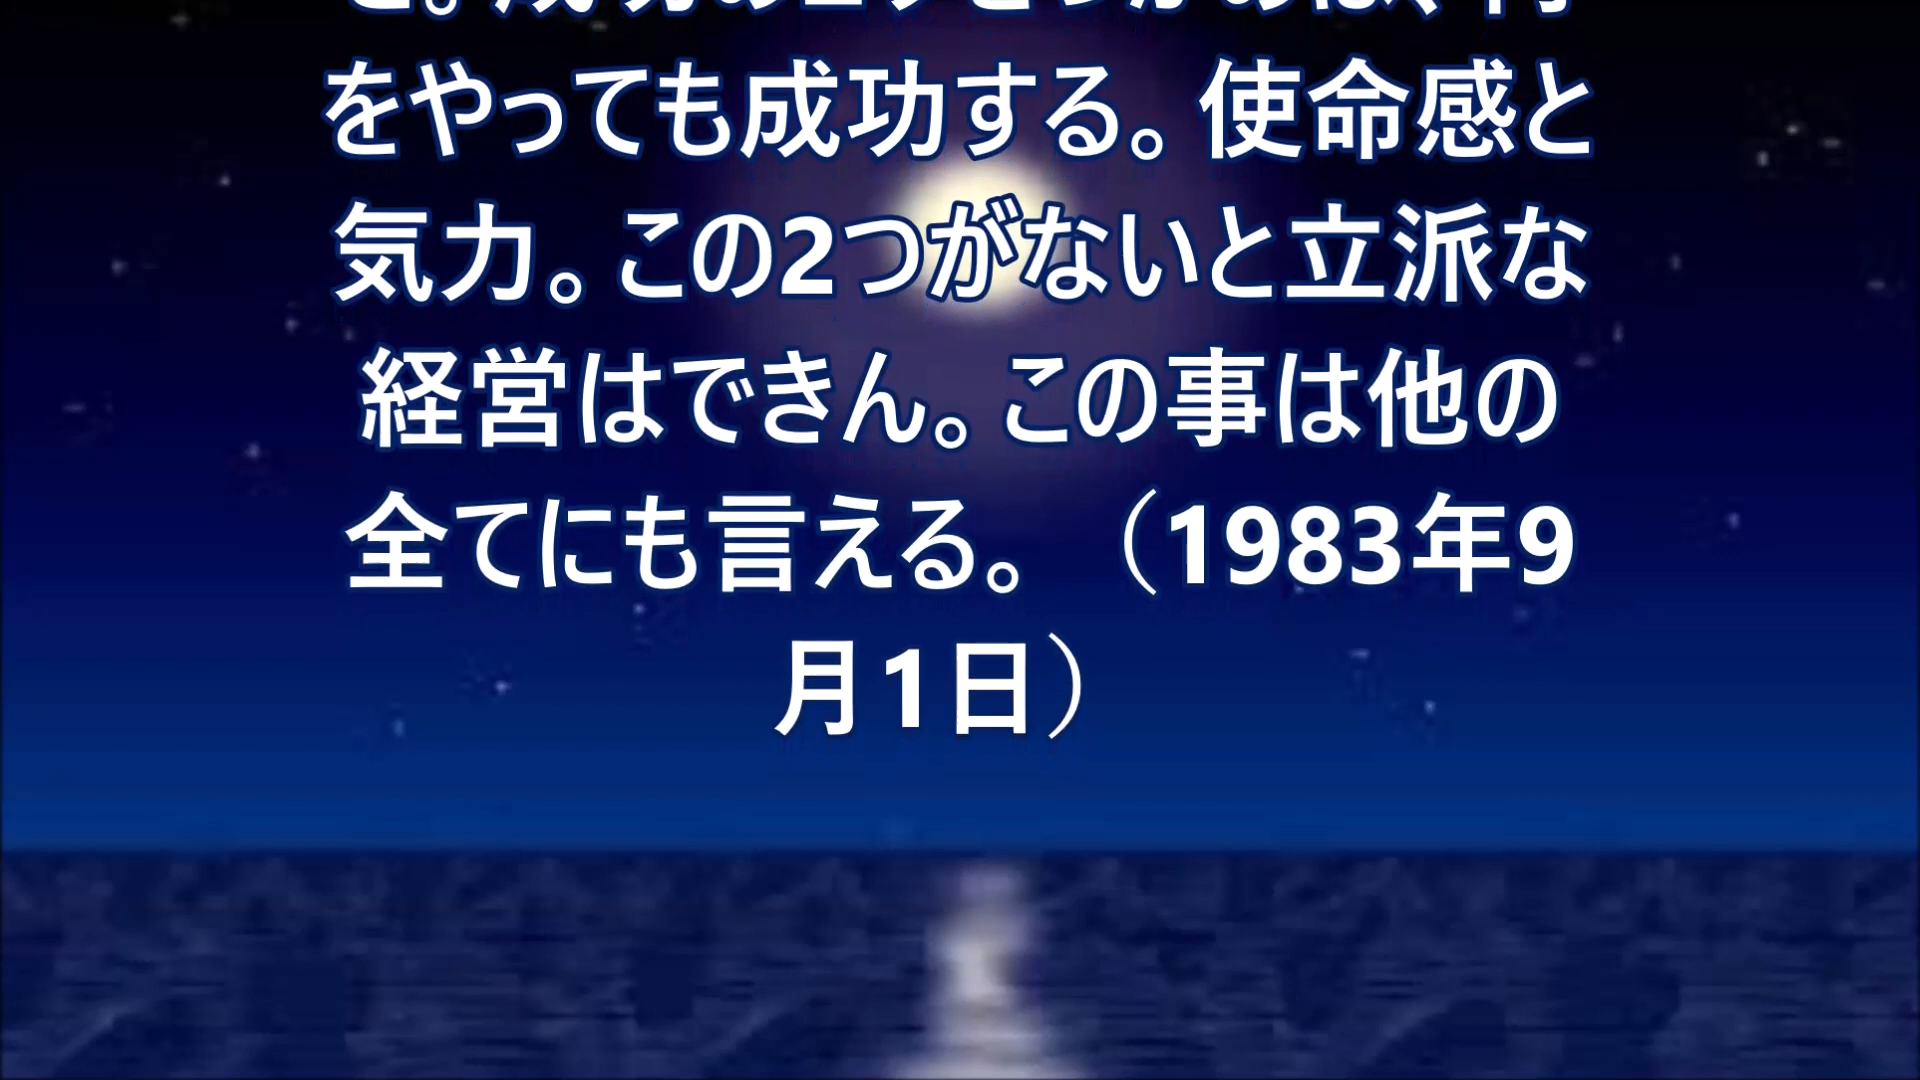 をやっても成功する。使命感と
気力。この2つがないと立派な
経営はできん。この事は他の
全てにも言える。（1983年9
月1日）